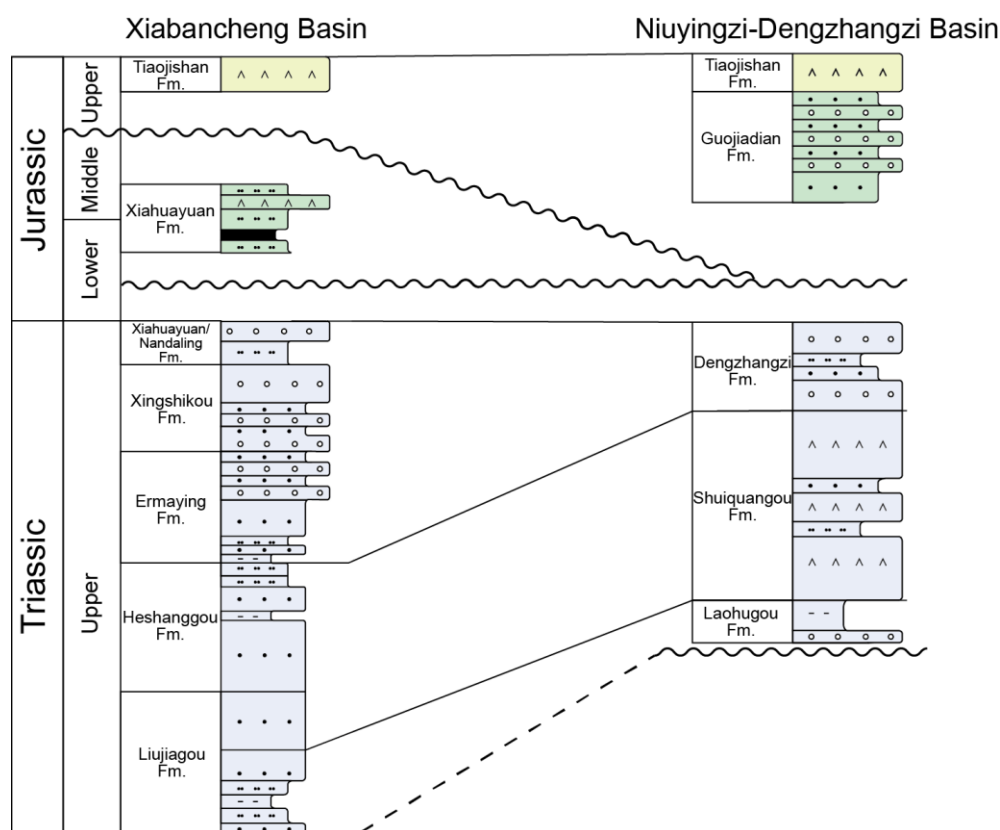 Xiabancheng Basin
Niuyingzi-Dengzhangzi Basin
Jurassic
Upper
Middle
Lower
Tiaojishan
Fm.
Xiahuayuan
Fm.
Tiaojishan
Fm.
Guojiadian
Fm.
Triassic
Upper
Xiahuayuan/
Nandaling
Fm.
Xingshikou
Fm.
Ermaying
Fm.
Heshanggou
Fm.
Liujiagou
Fm.
Dengzhangzi
Fm.
Shuiquangou
Fm.
Laohugou
Fm.